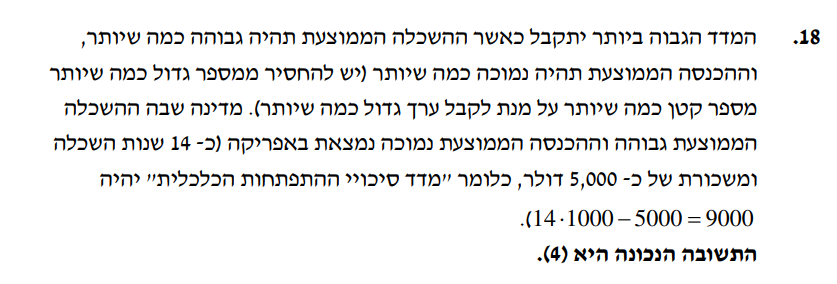 18. המדד הגבוה ביותר יתקבל כאשר ההשכלה הממוצעת תהיה גבוהה כמה שיותר,
וההכנסה הממוצעת תהיה נמוכה כמה שיותר (יש להחסיר ממספר גדול כמה שיותר
מספר קטן כמה שיותר על מנת לקבל ערך גדול כמה שיותר). מדינה שבה ההשכלה
הממוצעת גבוהה וההכנסה הממוצעת נמוכה נמצאת באפריקה (כ- 14 שנות השכלה
ומשכורת של כ- 5,000 דולר, כלומר "מדד סיכויי ההתפתחות הכלכלית" יהיה
14·1000 – 5000 = 9000).
התשובה הנכונה היא (4).